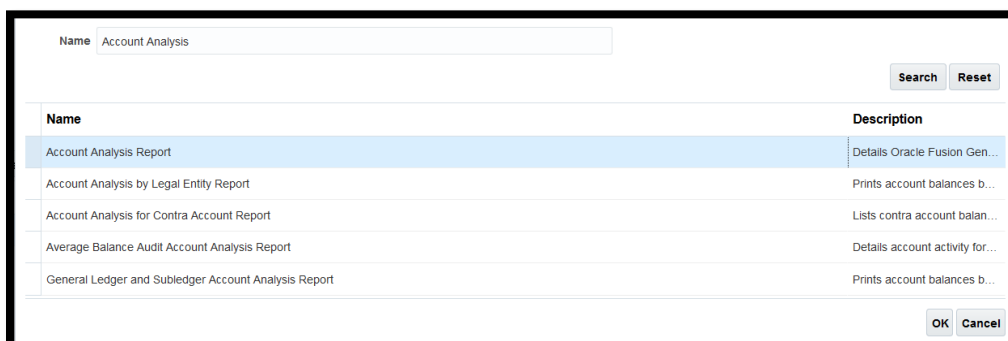 Name Account Analysis
Search Reset
Name Description
Account Analysis Report Details Oracle Fusion Gen...
Account Analysis by Legal Entity Report Prints account balances b...
Account Analysis for Contra Account Report Lists contra account balan...
Average Balance Audit Account Analysis Report Details account activity for...
General Ledger and Subledger Account Analysis Report Prints account balances b...
OK Cancel